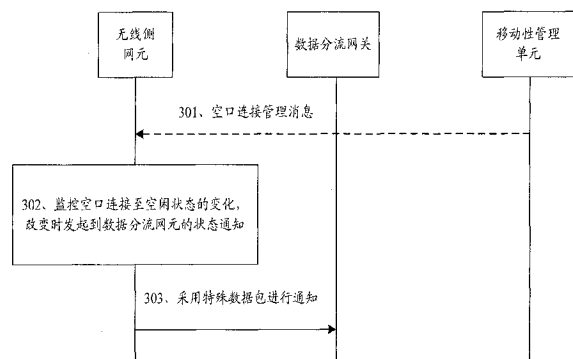 无线侧
网元
数据分流网关
移动性管理
单元
301、空口连接管理消息
302、监控空口连接至空闲状态的变化,
改变时发起到数据分流网元的状态通知
303、采用特殊数据包进行通知